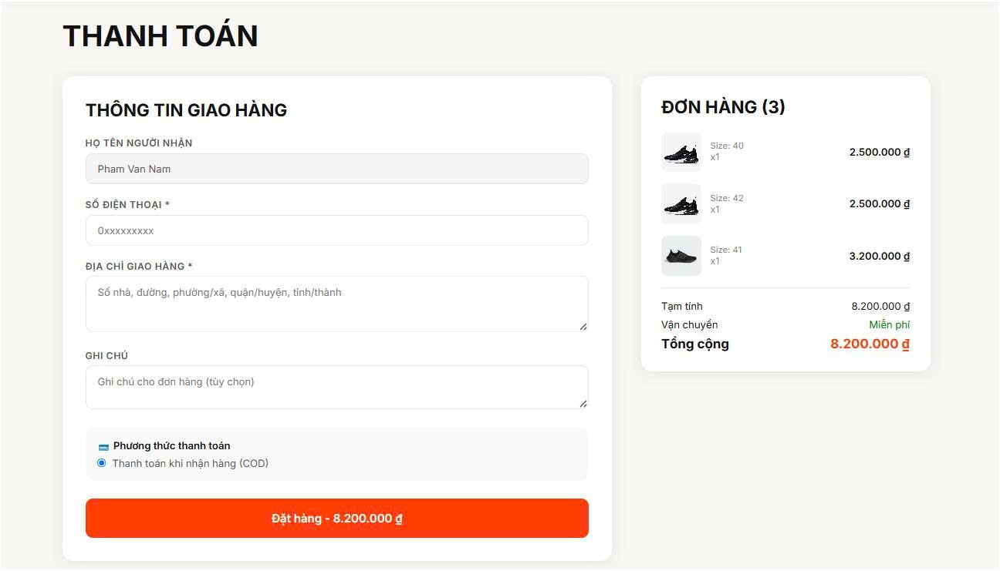 THANH TOÁN
THÔNG TIN GIAO HÀNG
HỌ TÊN NGƯỜI NHẬN
Pham Van Nam
SỐ ĐIỆN THOẠI *
0xxxxxxxxx
ĐỊA CHỈ GIAO HÀNG *
Số nhà, đường, phường/xã, quận/huyện, tỉnh/thành
GHI CHÚ
Ghi chú cho đơn hàng (tùy chọn)
Phương thức thanh toán
Thanh toán khi nhận hàng (COD)
Đặt hàng - 8.200.000 ₫
ĐƠN HÀNG (3)
Size: 40
x1
2.500.000 ₫
Size: 42
x1
2.500.000 ₫
Size: 41
x1
3.200.000 ₫
Tạm tính 8.200.000 ₫
Vận chuyển Miễn phí
Tổng cộng 8.200.000 ₫